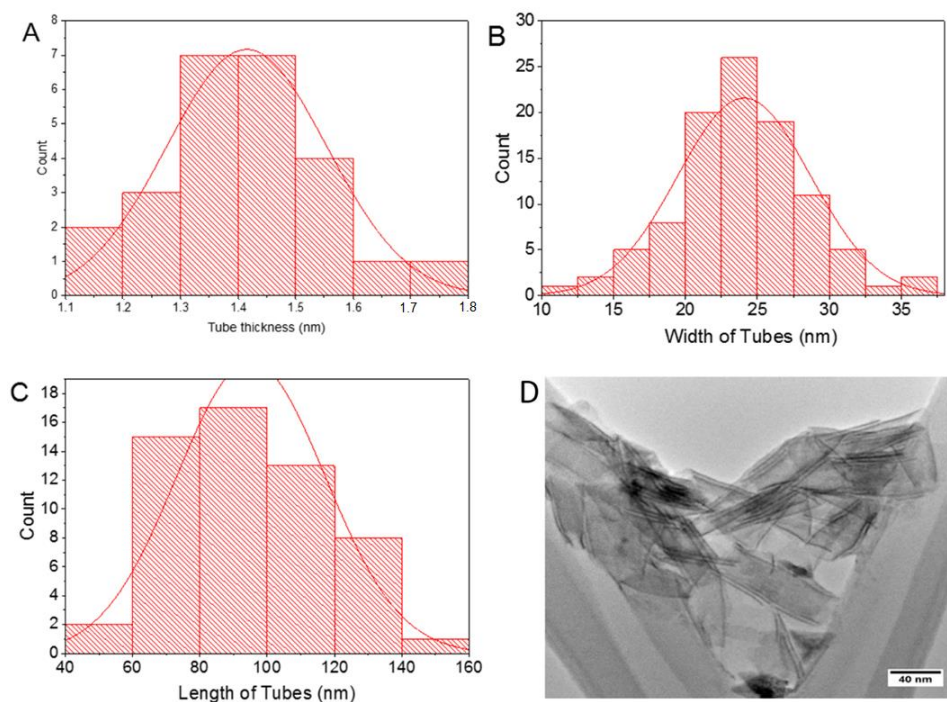 A
Count
8
7
6
5
4
3
2
1
0
1.1 1.2 1.3 1.4 1.5 1.6 1.7 1.8
Tube thickness (nm)
B
Count
30
25
20
15
10
5
0
10 15 20 25 30 35
Width of Tubes (nm)
C
Count
18
16
14
12
10
8
6
4
2
0
40 60 80 100 120 140 160
Length of Tubes (nm)
D
40 nm